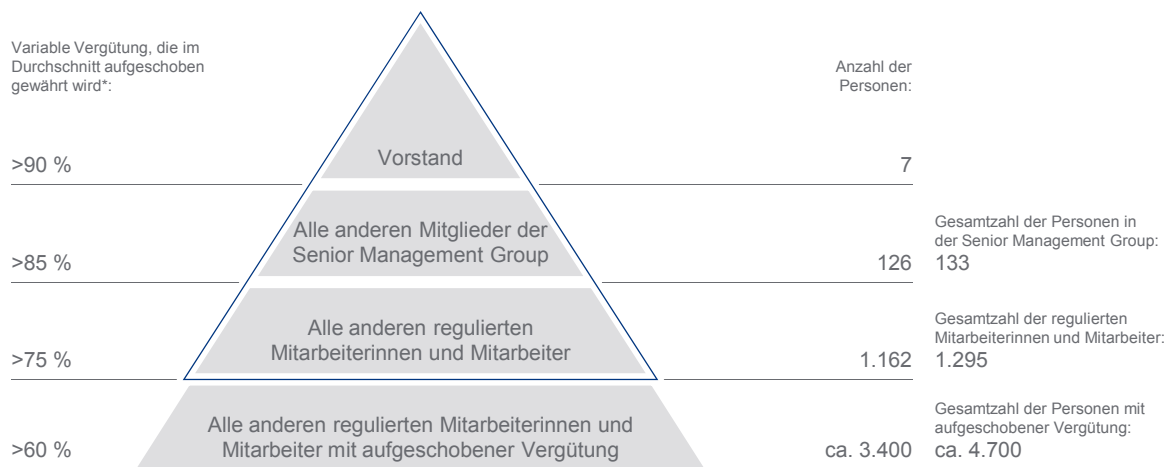 Variable Vergütung, die im
Durchschnitt aufgeschoben
gewährt wird*:
Anzahl der
Personen:
>90 %
Vorstand
7
Alle anderen Mitglieder der
Senior Management Group
>85 %
126
Gesamtzahl der Personen in
der Senior Management Group:
133
Alle anderen regulierten
Mitarbeiterinnen und Mitarbeiter
>75 %
1.162
Gesamtzahl der regulierten
Mitarbeiterinnen und Mitarbeiter:
1.295
Alle anderen regulierten Mitarbeiterinnen und
Mitarbeiter mit aufgeschobener Vergütung
>60 %
ca. 3.400
Gesamtzahl der Personen mit
aufgeschobener Vergütung:
ca. 4.700